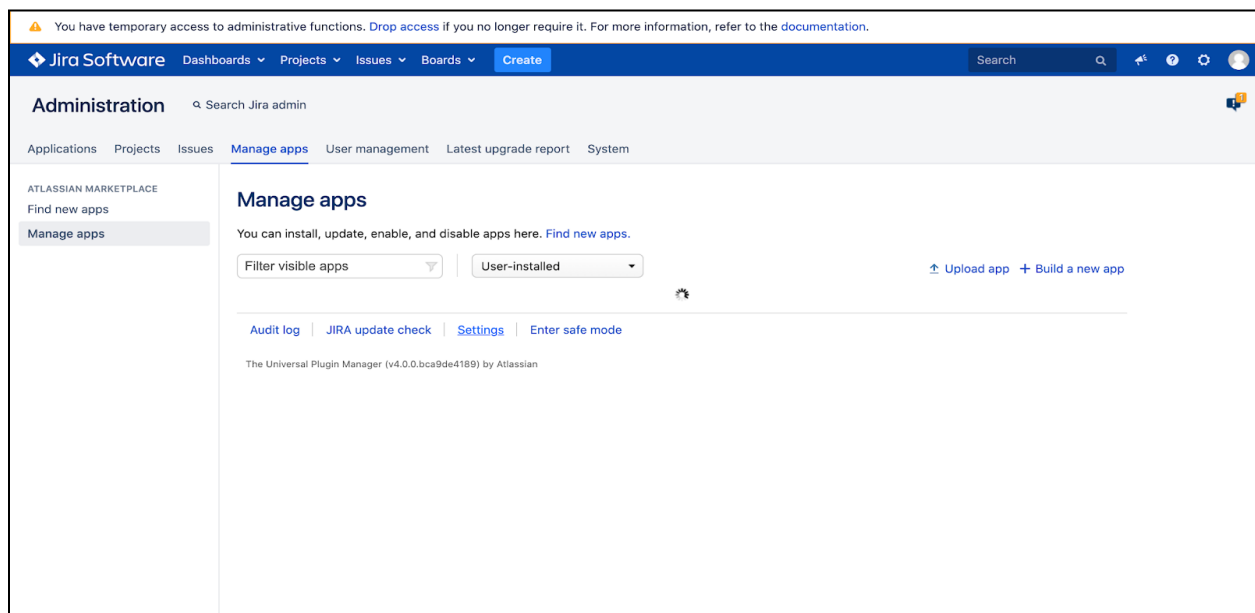 You have temporary access to administrative functions. Drop access if you no longer require it. For more information, refer to the documentation.
Jira Software Dashboards Projects Issues Boards Create Search
Administration Search Jira admin
1
Applications Projects Issues Manage apps User management Latest upgrade report System
ATLASSIAN MARKETPLACE
Find new apps
Manage apps
Manage apps
You can install, update, enable, and disable apps here. Find new apps.
Filter visible apps User-installed Upload app + Build a new app
Audit log JIRA update check Settings Enter safe mode
The Universal Plugin Manager (v4.0.0.bca9de4189) by Atlassian